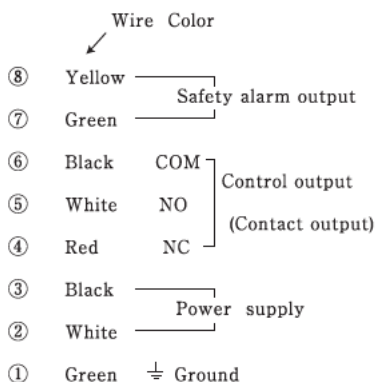 Wire Color
⑧ Yellow
Safety alarm output
⑦ Green
⑥ Black COM
Control output
⑤ White NO
(Contact output)
④ Red NC
③ Black
Power supply
② White
① Green Ground